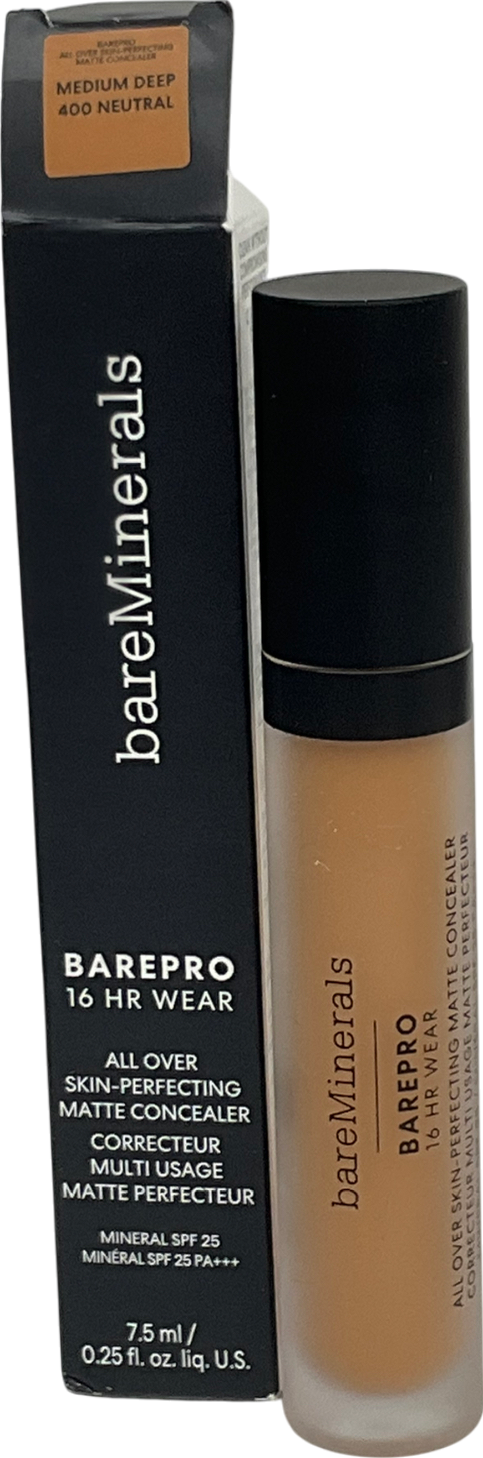 BAREPRO
ALL OVER SKIN-PERFECTING
MATTE CONCEALER
MEDIUM DEEP
400 NEUTRAL
bareMinerals
BAREPRO
16 HR WEAR
ALL OVER
SKIN-PERFECTING
MATTE CONCEALER
CORRECTEUR
MULTI USAGE
MATTE PERFECTEUR
MINERAL SPF 25
MINÉRAL SPF 25 PA+++
7.5 ml /
0.25 fl. oz. liq. U.S.
bareMinerals
BAREPRO
16 HR WEAR
ALL OVER SKIN-PERFECTING MATTE CONCEALER
CORRECTEUR MULTI USAGE MATTE PERFECTEUR